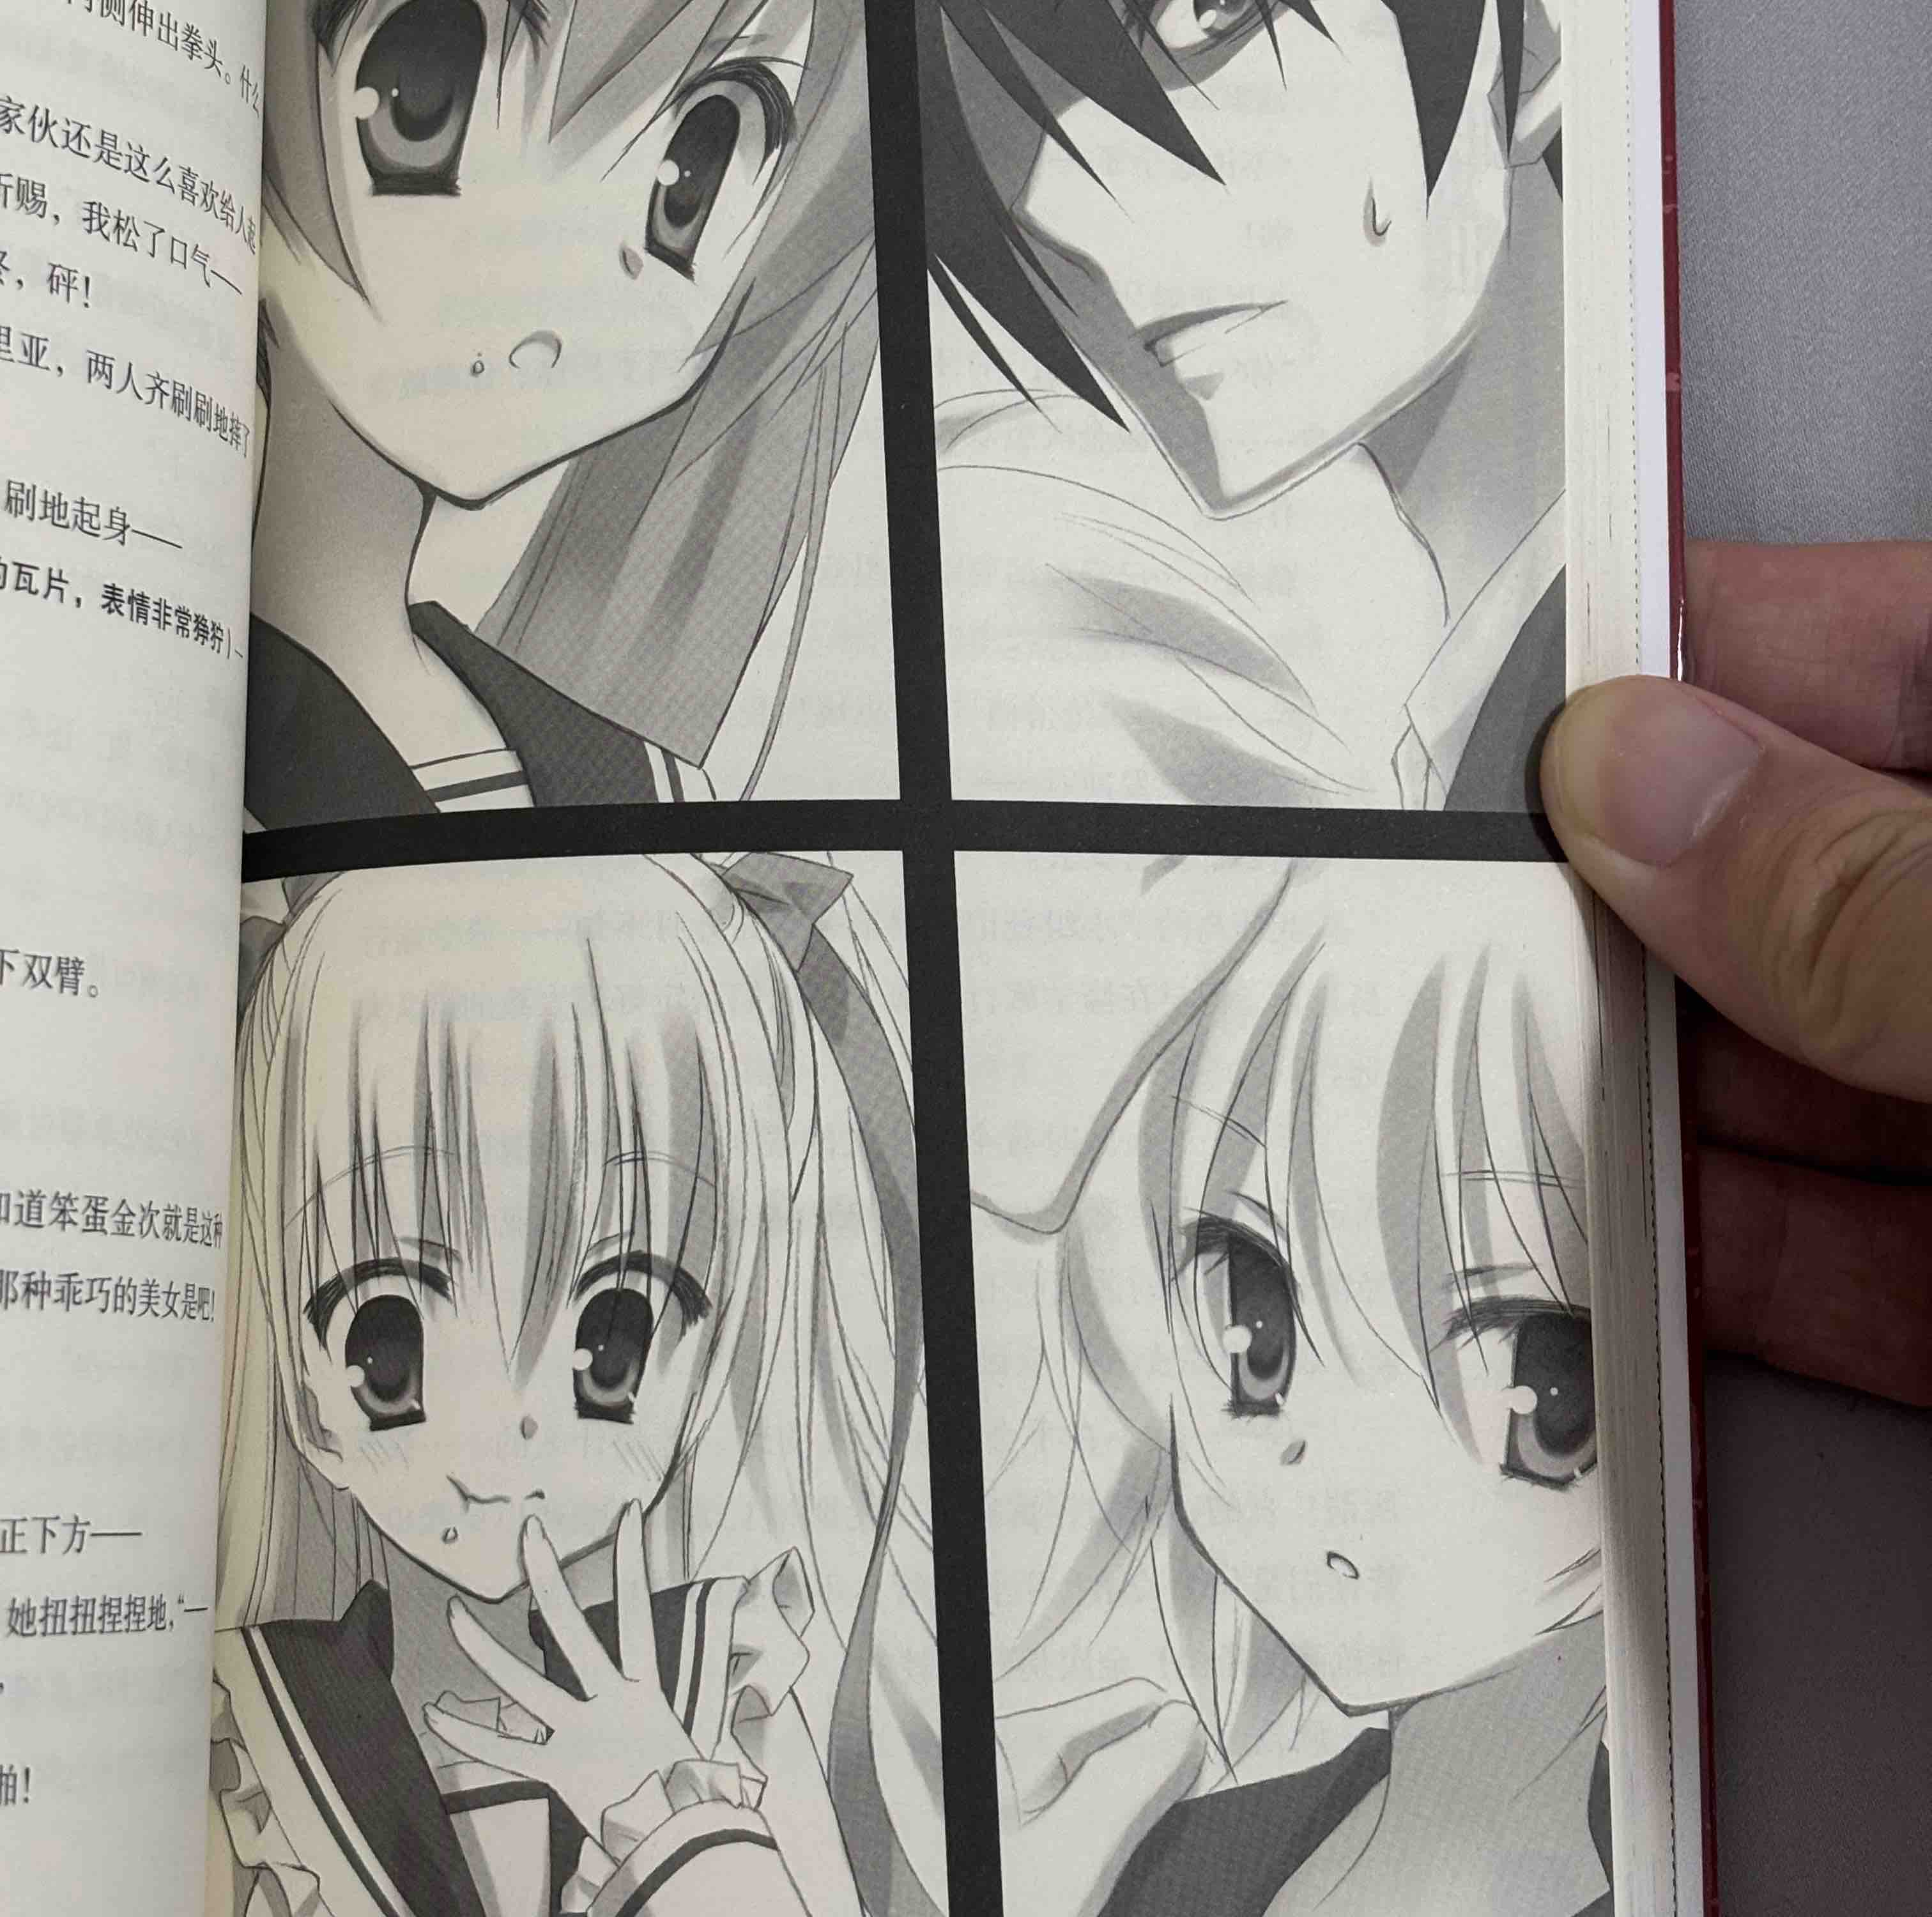 侧伸出拳头。什么
家伙还是这么喜欢给人起
所赐，我松了口气——
咚，砰！
里亚，两人齐刷刷地摔了
刷地起身——
的瓦片，表情非常狰狞）—
下双臂。
知道笨蛋金次就是这种
那种乖巧的美女是吧！
正下方——
她扭扭捏捏地，“—
啪！